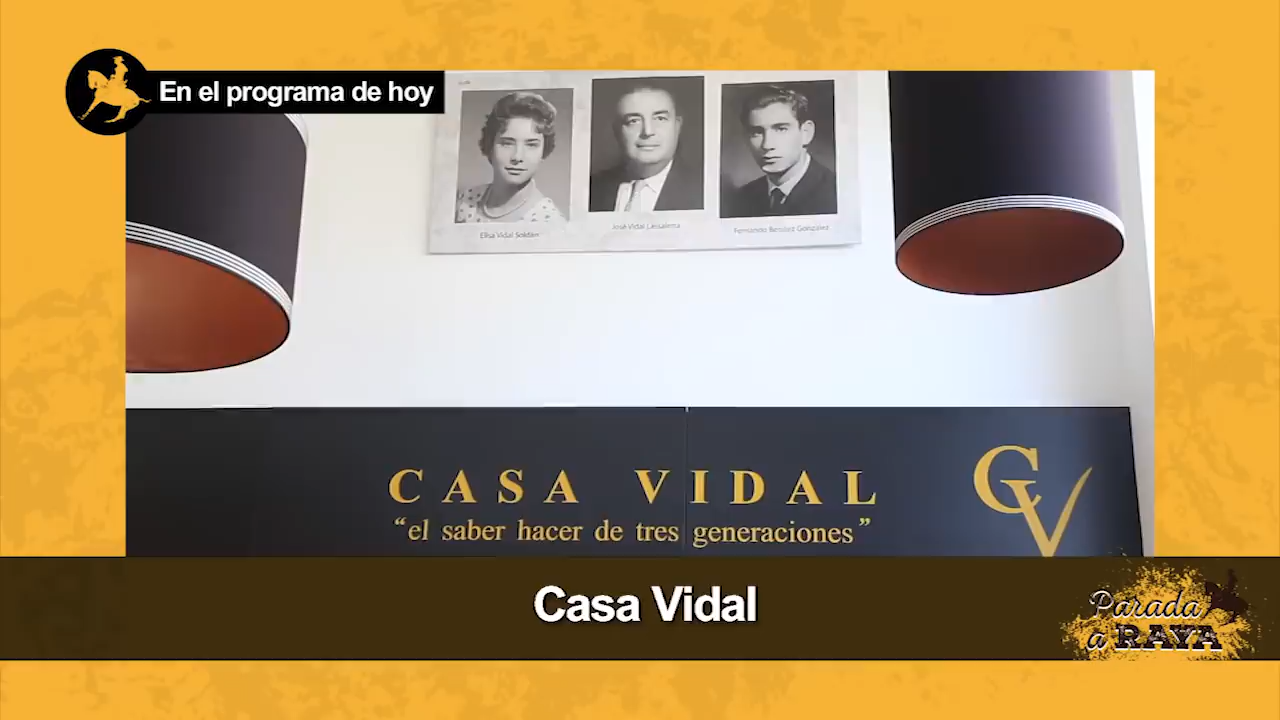 En el programa de hoy
Elisa Vidal Soldán
José Vidal Lassalerta
Fernando Benítez González
CASA VIDAL
“el saber hacer de tres generaciones”
CV
Casa Vidal
Parada
a RAYA